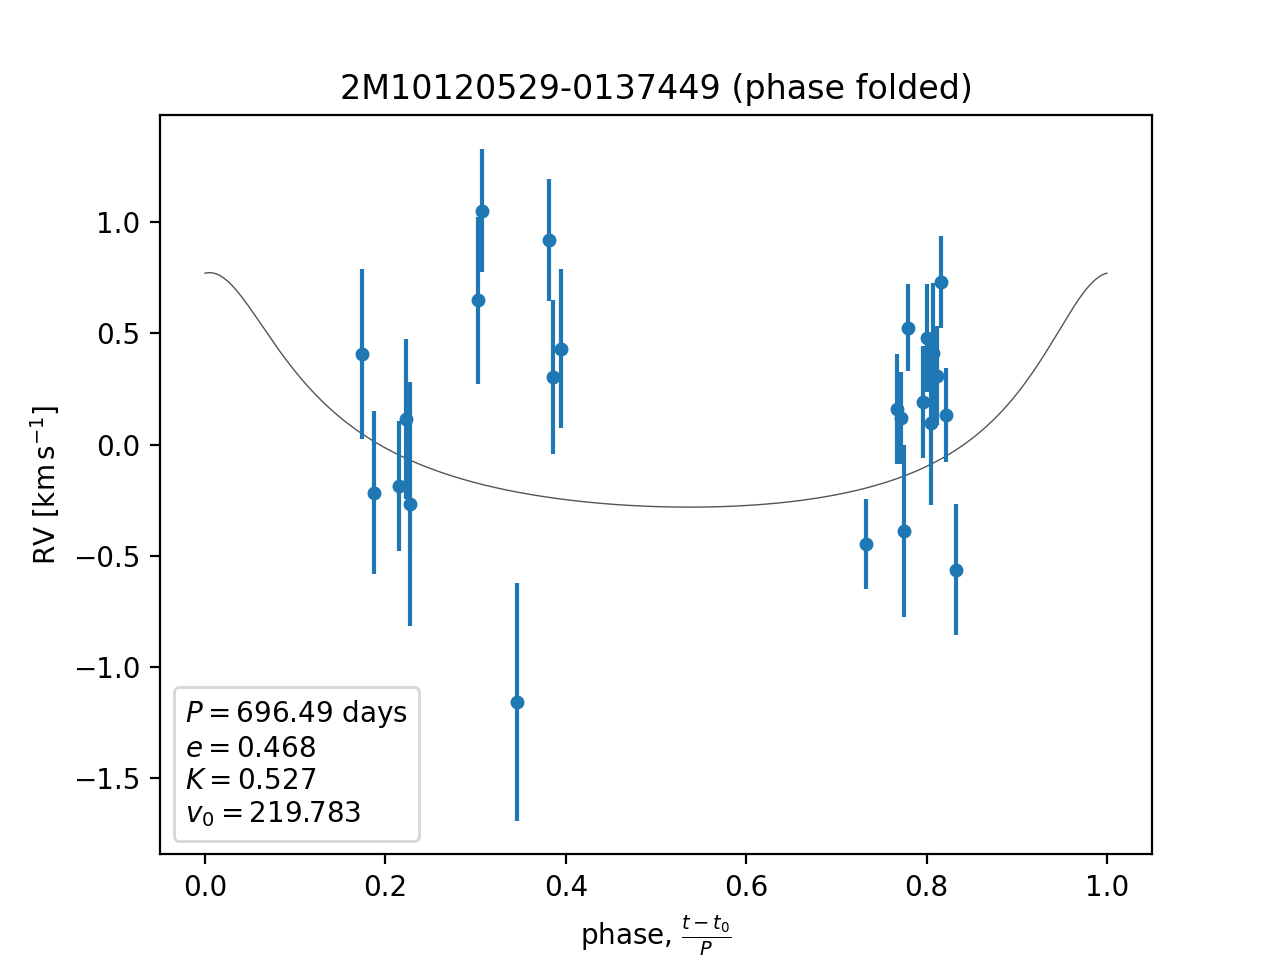 2M10120529-0137449 (phase folded)
RV [km s⁻¹]
1.0
0.5
0.0
−0.5
−1.0
−1.5
P = 696.49 days
e = 0.468
K = 0.527
v₀ = 219.783
0.0 0.2 0.4 0.6 0.8 1.0
phase, (t − t₀)/P